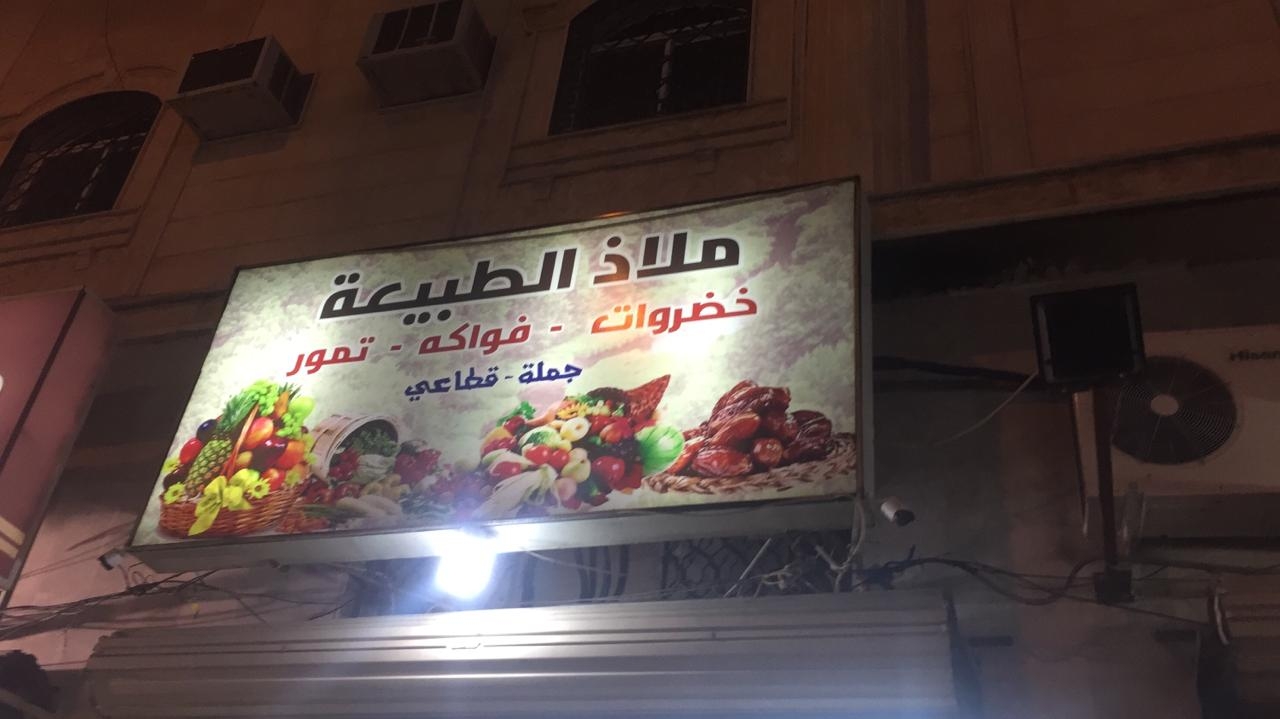 ملاذ الطبيعة
خضروات - فواكه - تمور
جملة - قطاعي